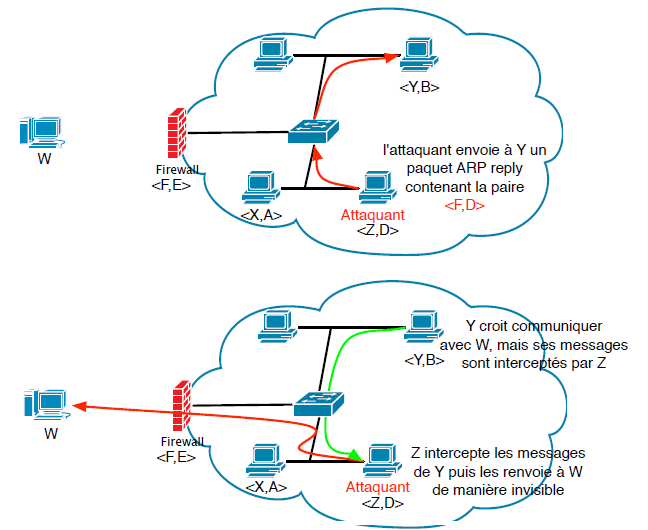 <Y,B>
W
l'attaquant envoie à Y un
paquet ARP reply
contenant la paire
<F,D>
Firewall
<F,E>
<X,A>
Attaquant
<Z,D>
Y croit communiquer
avec W, mais ses messages
sont interceptés par Z
<Y,B>
W
Firewall
<F,E>
Z intercepte les messages
de Y puis les renvoie à W
de manière invisible
<X,A>
Attaquant
<Z,D>